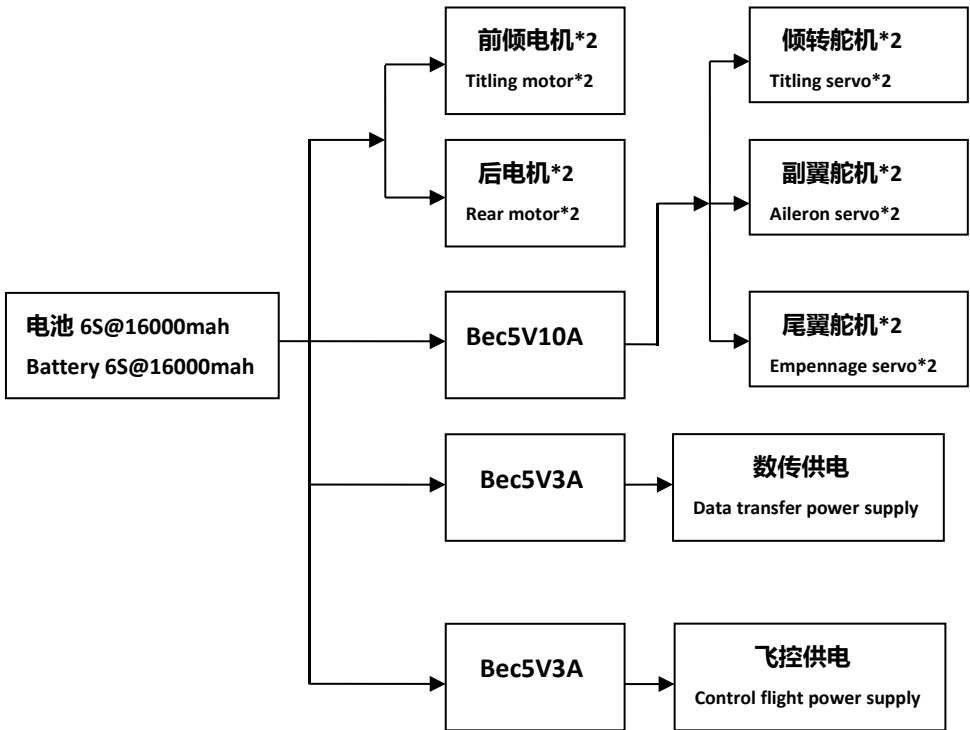 前倾电机*2
Titling motor*2
倾转舵机*2
Titling servo*2
后电机*2
Rear motor*2
副翼舵机*2
Aileron servo*2
电池 6S@16000mah
Battery 6S@16000mah
Bec5V10A
尾翼舵机*2
Empennage servo*2
Bec5V3A
数传供电
Data transfer power supply
Bec5V3A
飞控供电
Control flight power supply